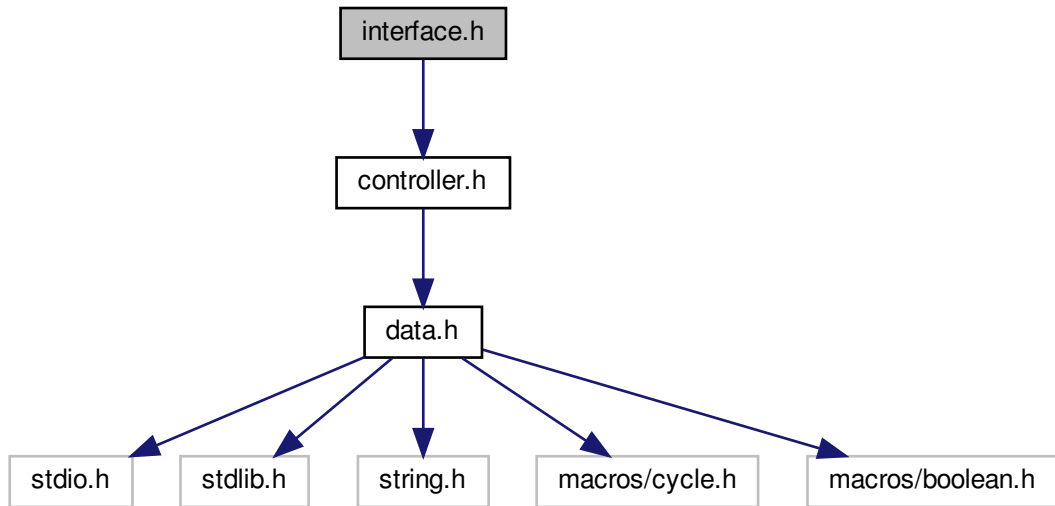 interface.h
controller.h
data.h
stdio.h
stdlib.h
string.h
macros/cycle.h
macros/boolean.h